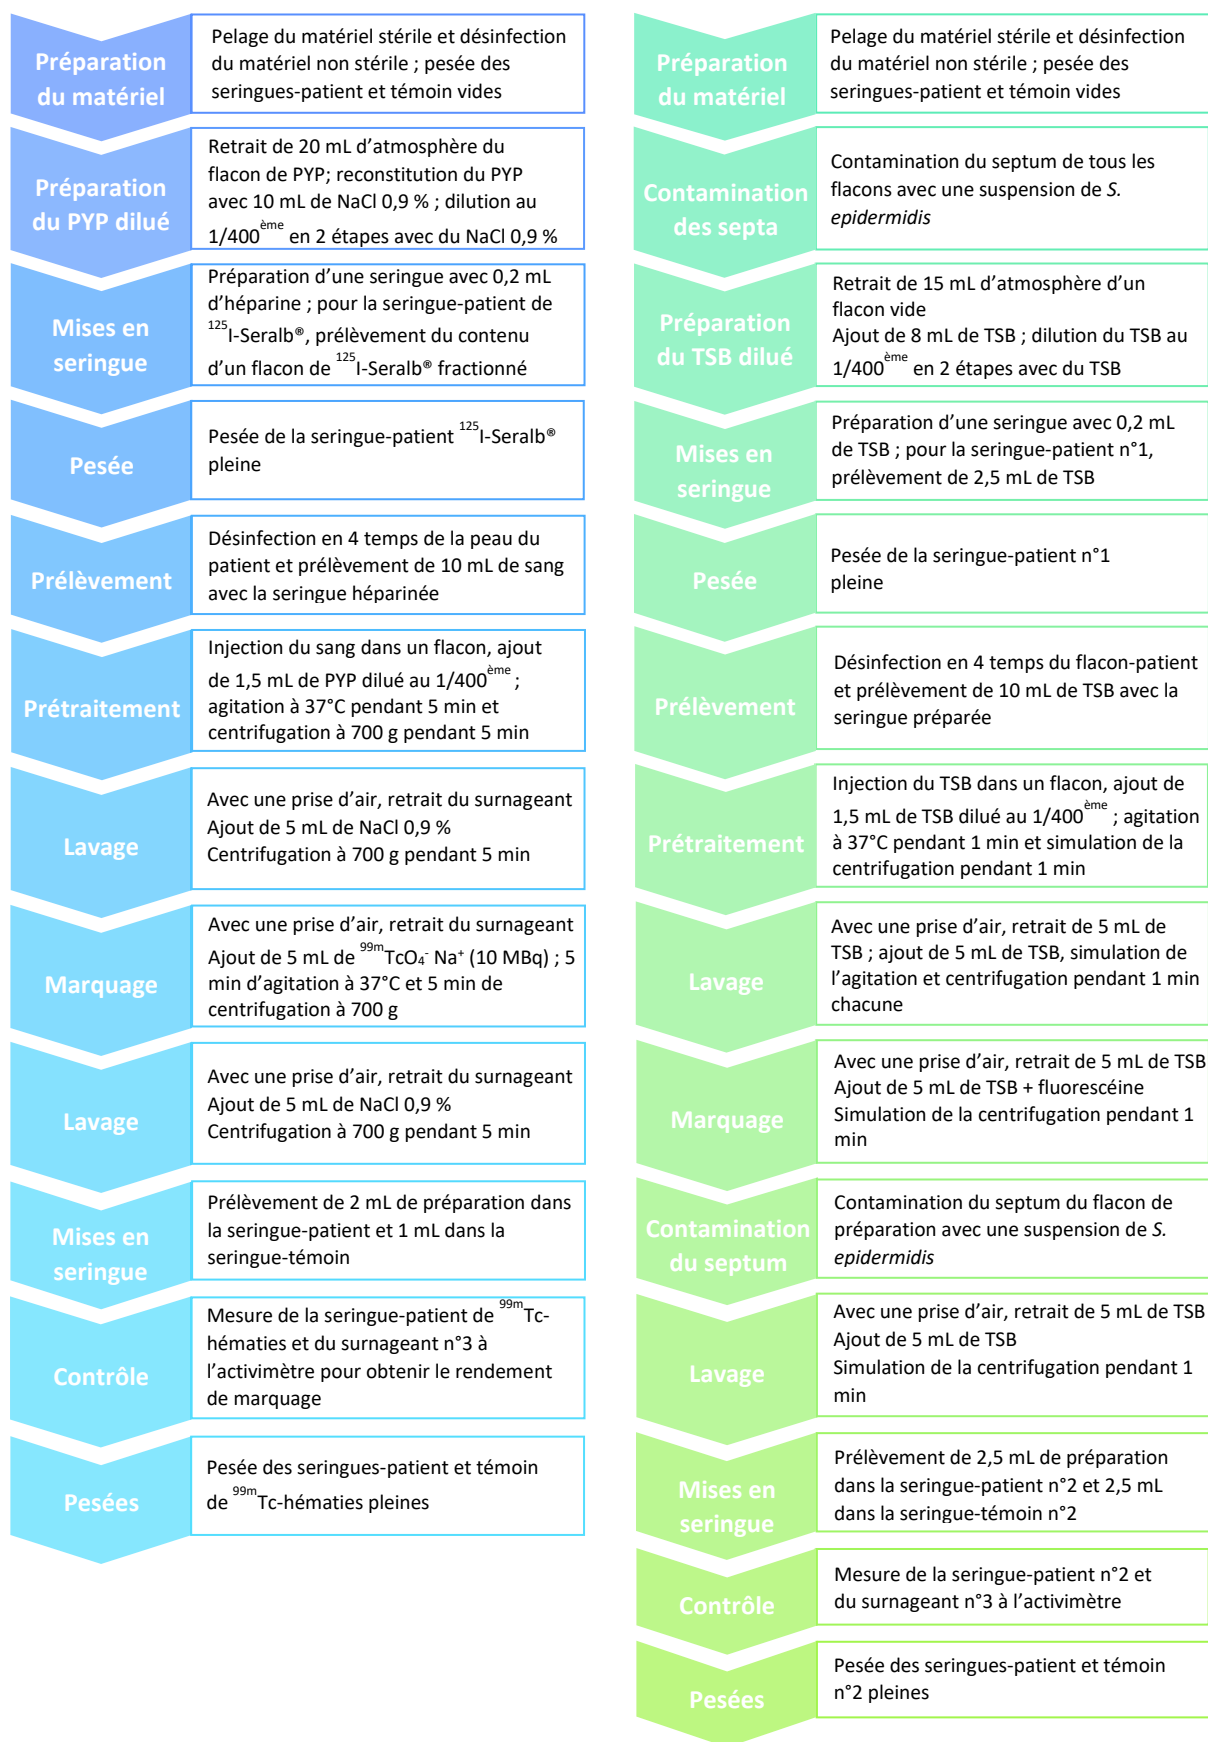 Préparation
du matériel
Pelage du matériel stérile et désinfection
du matériel non stérile ; pesée des
seringues-patient et témoin vides
Préparation
du PYP dilué
Retrait de 20 mL d’atmosphère du
flacon de PYP; reconstitution du PYP
avec 10 mL de NaCl 0,9 % ; dilution au
1/400ème en 2 étapes avec du NaCl 0,9 %
Mises en
seringue
Préparation d’une seringue avec 0,2 mL
d’héparine ; pour la seringue-patient de
125I-Seralb®, prélèvement du contenu
d’un flacon de 125I-Seralb® fractionné
Pesée
Pesée de la seringue-patient 125I-Seralb®
pleine
Prélèvement
Désinfection en 4 temps de la peau du
patient et prélèvement de 10 mL de sang
avec la seringue héparinée
Prétraitement
Injection du sang dans un flacon, ajout
de 1,5 mL de PYP dilué au 1/400ème ;
agitation à 37°C pendant 5 min et
centrifugation à 700 g pendant 5 min
Lavage
Avec une prise d’air, retrait du surnageant
Ajout de 5 mL de NaCl 0,9 %
Centrifugation à 700 g pendant 5 min
Marquage
Avec une prise d’air, retrait du surnageant
Ajout de 5 mL de 99mTcO4- Na+ (10 MBq) ; 5
min d’agitation à 37°C et 5 min de
centrifugation à 700 g
Lavage
Avec une prise d’air, retrait du surnageant
Ajout de 5 mL de NaCl 0,9 %
Centrifugation à 700 g pendant 5 min
Mises en
seringue
Prélèvement de 2 mL de préparation dans
la seringue-patient et 1 mL dans la
seringue-témoin
Contrôle
Mesure de la seringue-patient de 99mTc-
hématies et du surnageant n°3 à
l’activimètre pour obtenir le rendement
de marquage
Pesées
Pesée des seringues-patient et témoin
de 99mTc-hématies pleines
Préparation
du matériel
Pelage du matériel stérile et désinfection
du matériel non stérile ; pesée des
seringues-patient et témoin vides
Contamination
des septa
Contamination du septum de tous les
flacons avec une suspension de S.
epidermidis
Préparation
du TSB dilué
Retrait de 15 mL d’atmosphère d’un
flacon vide
Ajout de 8 mL de TSB ; dilution du TSB au
1/400ème en 2 étapes avec du TSB
Mises en
seringue
Préparation d’une seringue avec 0,2 mL
de TSB ; pour la seringue-patient n°1,
prélèvement de 2,5 mL de TSB
Pesée
Pesée de la seringue-patient n°1
pleine
Prélèvement
Désinfection en 4 temps du flacon-patient
et prélèvement de 10 mL de TSB avec la
seringue préparée
Prétraitement
Injection du TSB dans un flacon, ajout de
1,5 mL de TSB dilué au 1/400ème ; agitation
à 37°C pendant 1 min et simulation de la
centrifugation pendant 1 min
Lavage
Avec une prise d’air, retrait de 5 mL de
TSB ; ajout de 5 mL de TSB, simulation de
l’agitation et centrifugation pendant 1 min
chacune
Marquage
Avec une prise d’air, retrait de 5 mL de TSB
Ajout de 5 mL de TSB + fluorescéine
Simulation de la centrifugation pendant 1
min
Contamination
du septum
Contamination du septum du flacon de
préparation avec une suspension de S.
epidermidis
Lavage
Avec une prise d’air, retrait de 5 mL de TSB
Ajout de 5 mL de TSB
Simulation de la centrifugation pendant 1
min
Mises en
seringue
Prélèvement de 2,5 mL de préparation
dans la seringue-patient n°2 et 2,5 mL
dans la seringue-témoin n°2
Contrôle
Mesure de la seringue-patient n°2 et
du surnageant n°3 à l’activimètre
Pesées
Pesée des seringues-patient et témoin
n°2 pleines